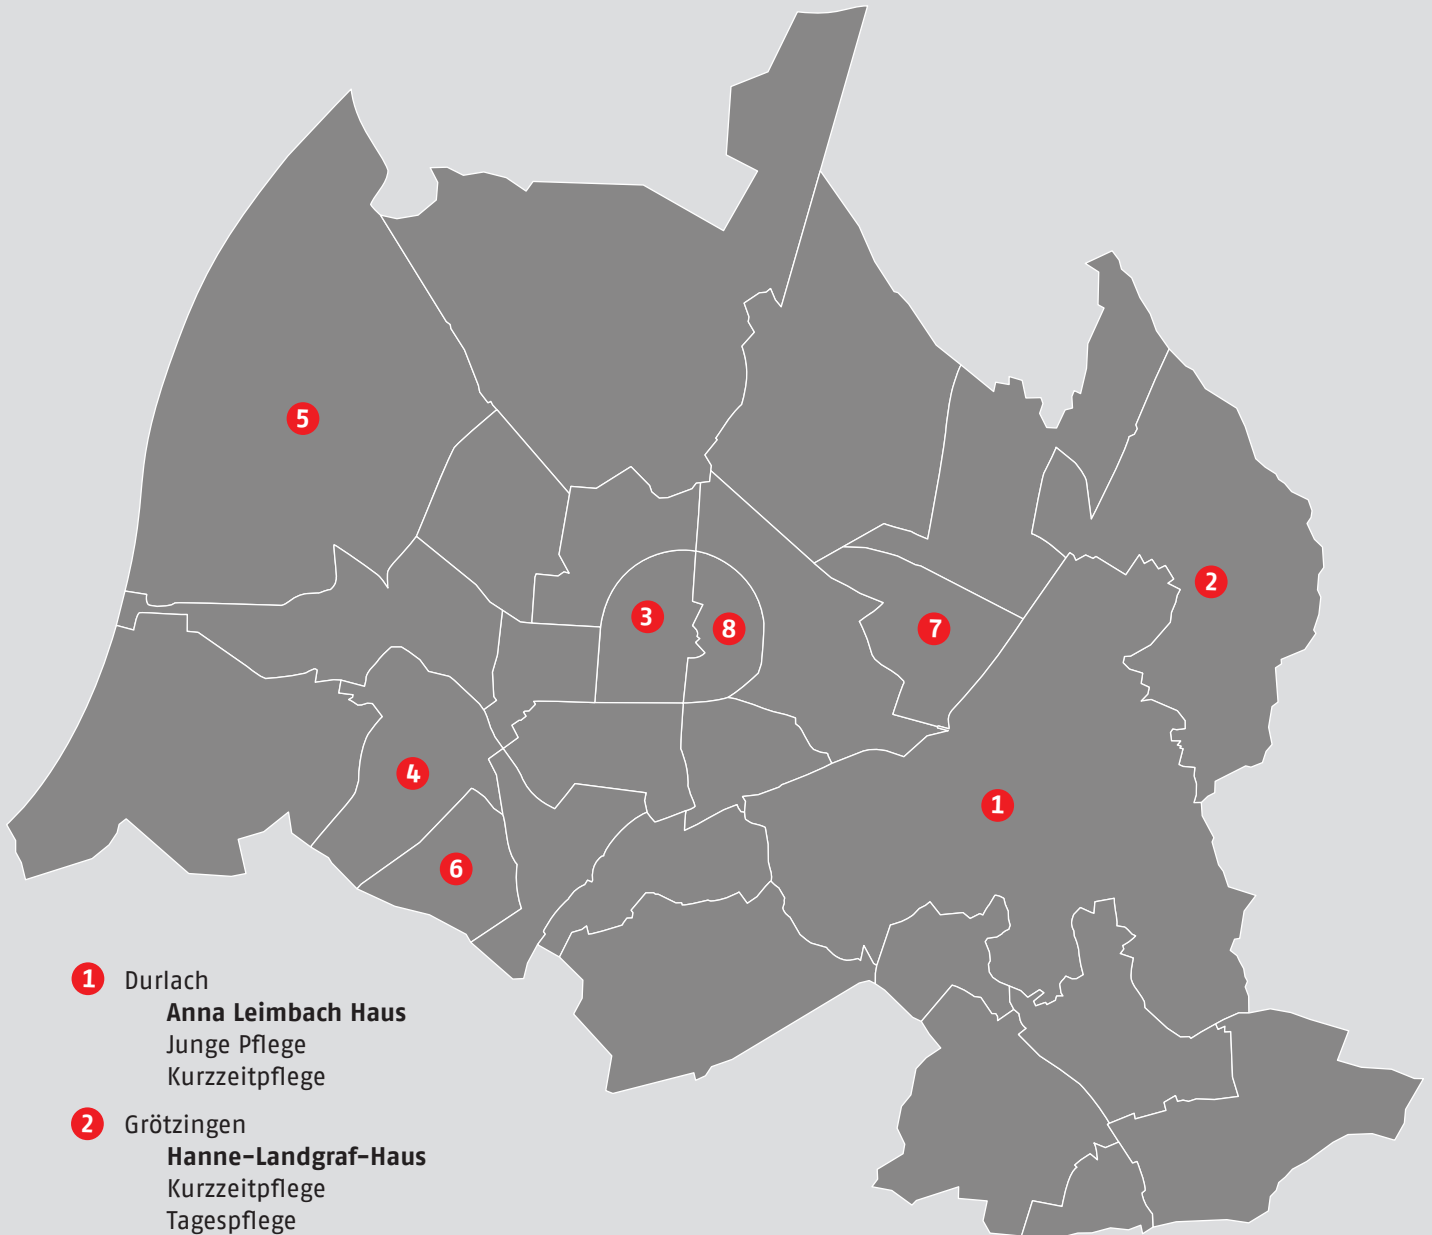 5
2
3
8
7
4
1
6
1 Durlach
Anna Leimbach Haus
Junge Pflege
Kurzzeitpflege
2 Grötzingen
Hanne-Landgraf-Haus
Kurzzeitpflege
Tagespflege